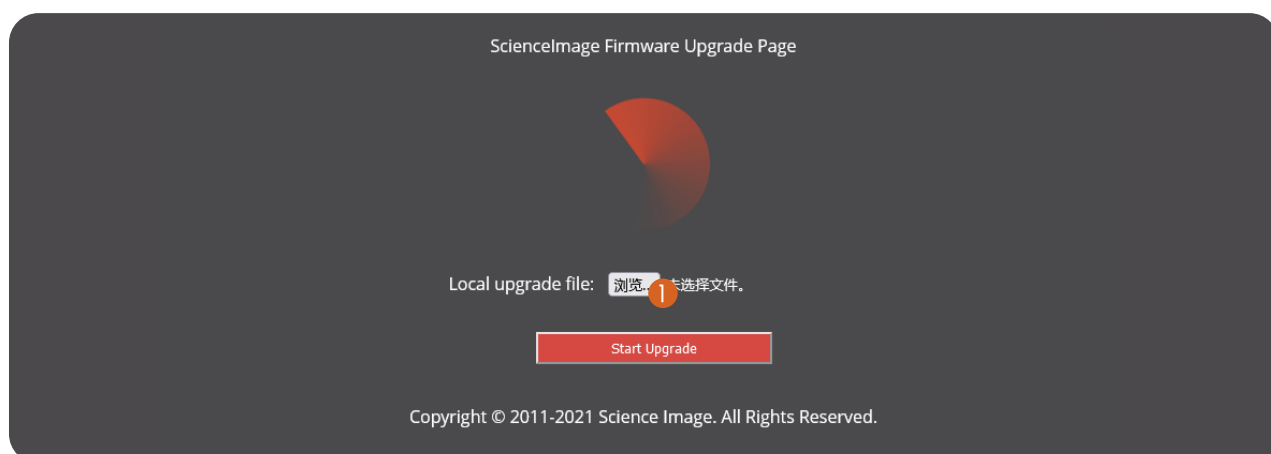 ScienceImage Firmware Upgrade Page
Local upgrade file: 浏览.. 1 选择文件。
Start Upgrade
Copyright © 2011-2021 Science Image. All Rights Reserved.